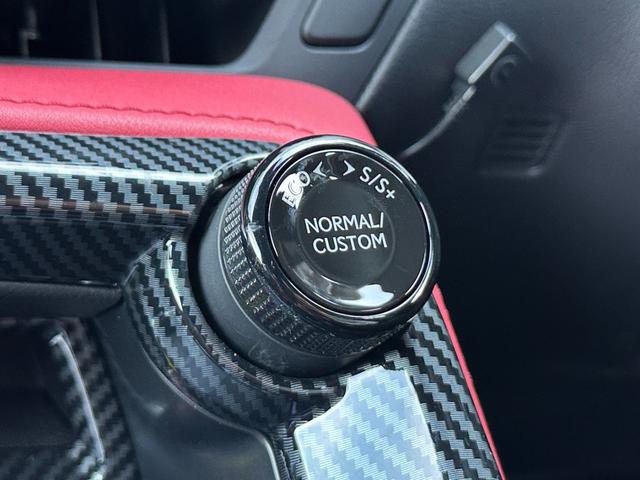 ECO < > S/S+
NORMAL/
CUSTOM